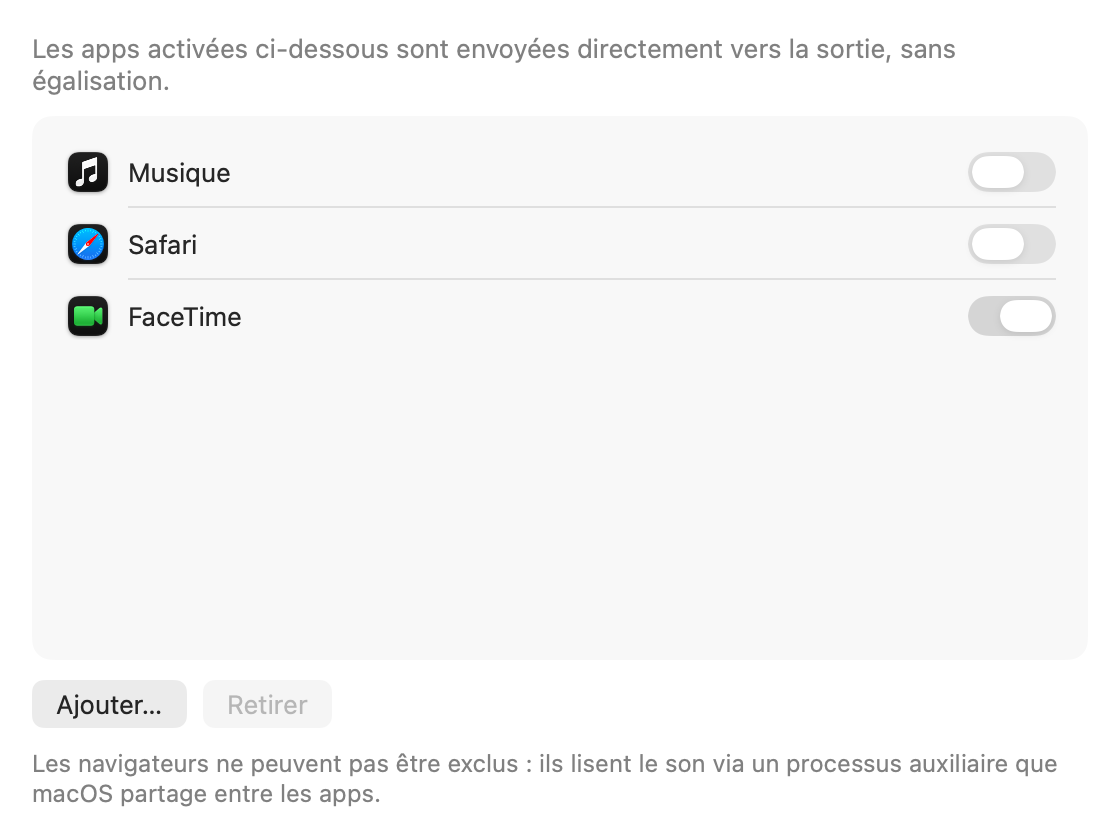 Les apps activées ci-dessous sont envoyées directement vers la sortie, sans
égalisation.
Musique
Safari
FaceTime
Ajouter...
Retirer
Les navigateurs ne peuvent pas être exclus : ils lisent le son via un processus auxiliaire que
macOS partage entre les apps.